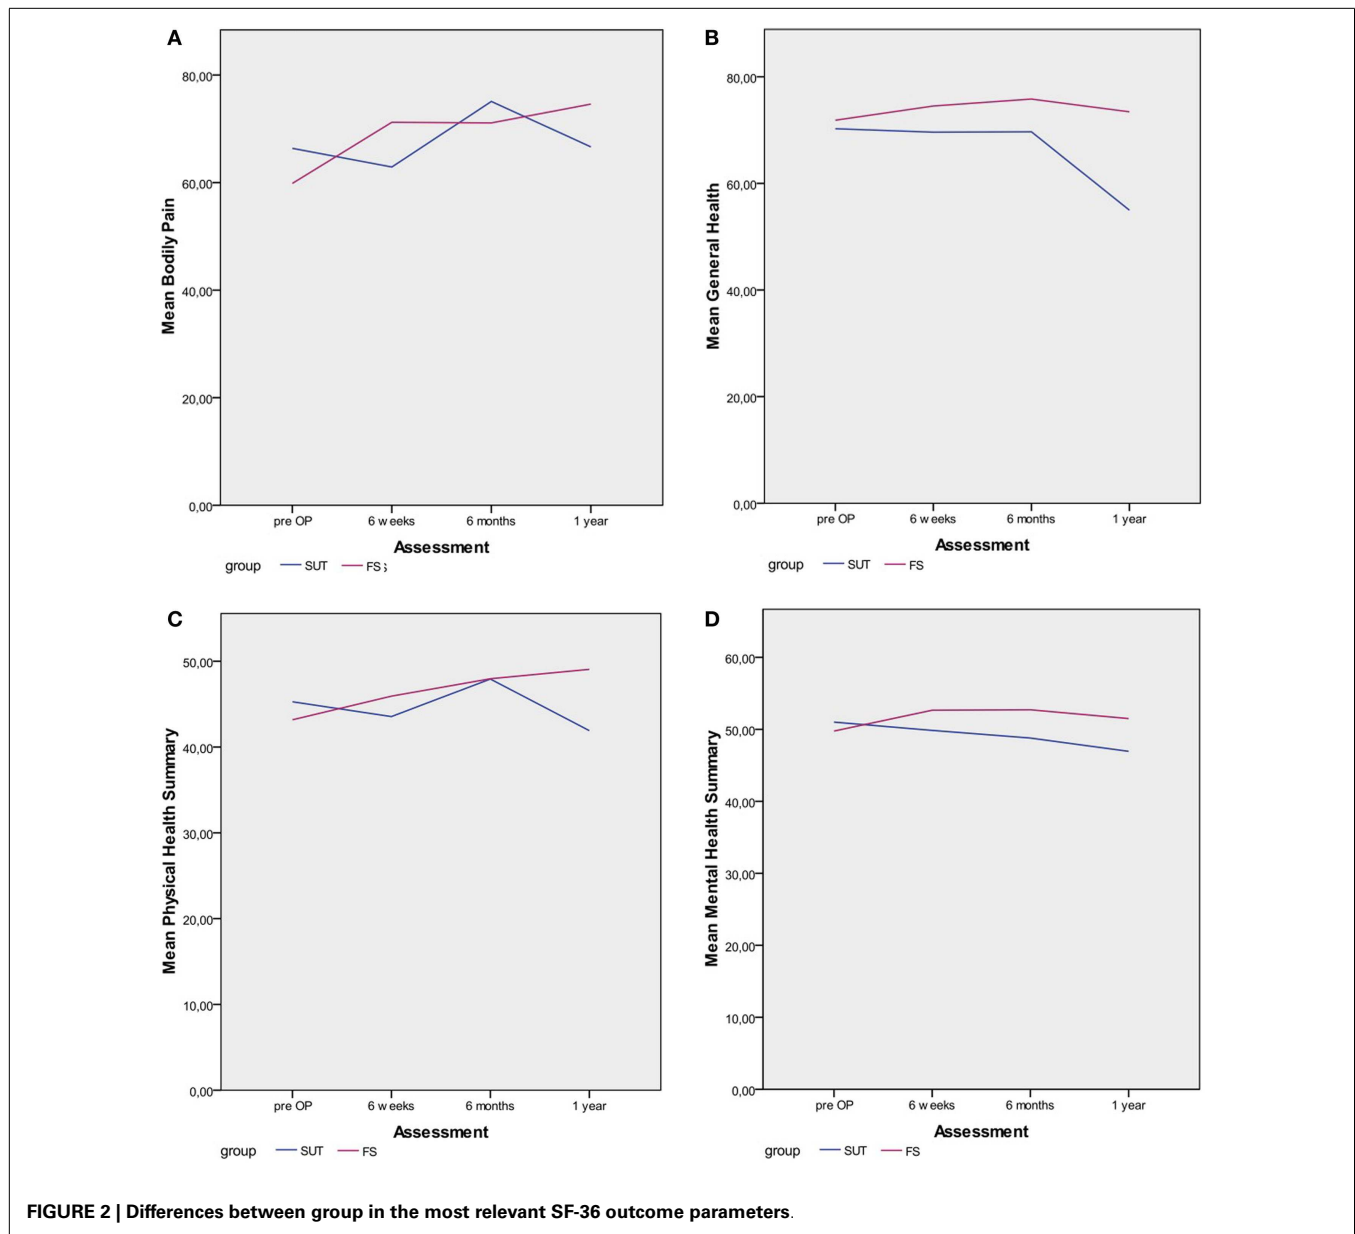 A
80,00
60,00
40,00
20,00
0,00
Mean Bodily Pain
pre OP 6 weeks 6 months 1 year
Assessment
group SUT FS
B
80,00
60,00
40,00
20,00
0,00
Mean General Health
pre OP 6 weeks 6 months 1 year
Assessment
group SUT FS
C
50,00
40,00
30,00
20,00
10,00
0,00
Mean Physical Health Summary
pre OP 6 weeks 6 months 1 year
Assessment
group SUT FS
D
60,00
50,00
40,00
30,00
20,00
10,00
0,00
Mean Mental Health Summary
pre OP 6 weeks 6 months 1 year
Assessment
group SUT FS
FIGURE 2 | Differences between group in the most relevant SF-36 outcome parameters.